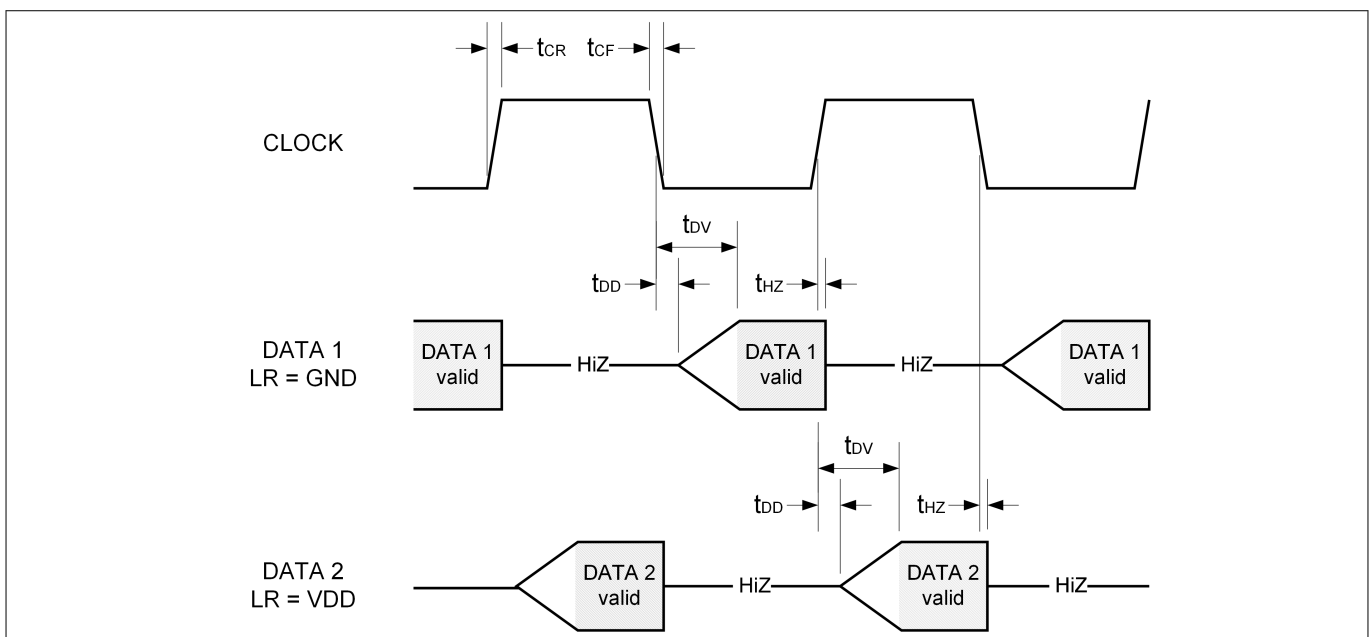 tCR tCF
CLOCK
tDV
tDD tHZ
DATA 1
LR = GND
DATA 1
valid
HiZ
DATA 1
valid
HiZ
DATA 1
valid
tDV
tDD tHZ
DATA 2
LR = VDD
DATA 2
valid
HiZ
DATA 2
valid
HiZ